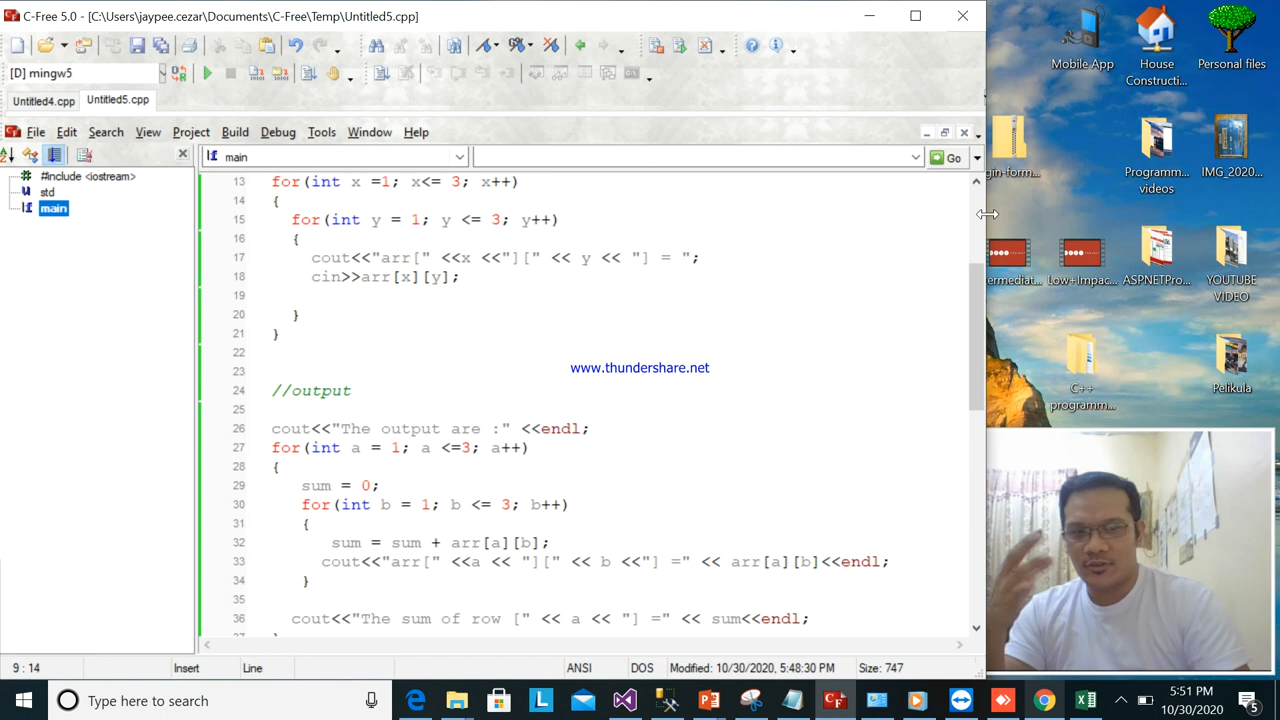 C-Free 5.0 - [C:\Users\jaypee.cezar\Documents\C-Free\Temp\Untitled5.cpp]
[D] mingw5
Untitled4.cpp
Untitled5.cpp
File Edit Search View Project Build Debug Tools Window Help
main
Go
#include <iostream>
std
main
13 for(int x =1; x<= 3; x++)
14 {
15 for(int y = 1; y <= 3; y++)
16 {
17 cout<<"arr[" <<x <<"][" << y << "] = ";
18 cin>>arr[x][y];
19
20 }
21 }
22
23
www.thundershare.net
24 //output
25
26 cout<<"The output are :" <<endl;
27 for(int a = 1; a <=3; a++)
28 {
29 sum = 0;
30 for(int b = 1; b <= 3; b++)
31 {
32 sum = sum + arr[a][b];
33 cout<<"arr[" <<a << "][" << b <<"] =" << arr[a][b]<<endl;
34 }
35
36 cout<<"The sum of row [" << a << "] =" << sum<<endl;
9 : 14 Insert Line ANSI DOS Modified: 10/30/2020, 5:48:30 PM Size: 747
Mobile App
House Constructi...
Personal files
gin-form...
Programm... videos
IMG_2020...
termediat...
Low+Impac...
ASPNETPro...
YOUTUBE VIDEO
C++ programm...
Pelikula
Type here to search
5:51 PM
10/30/2020
5